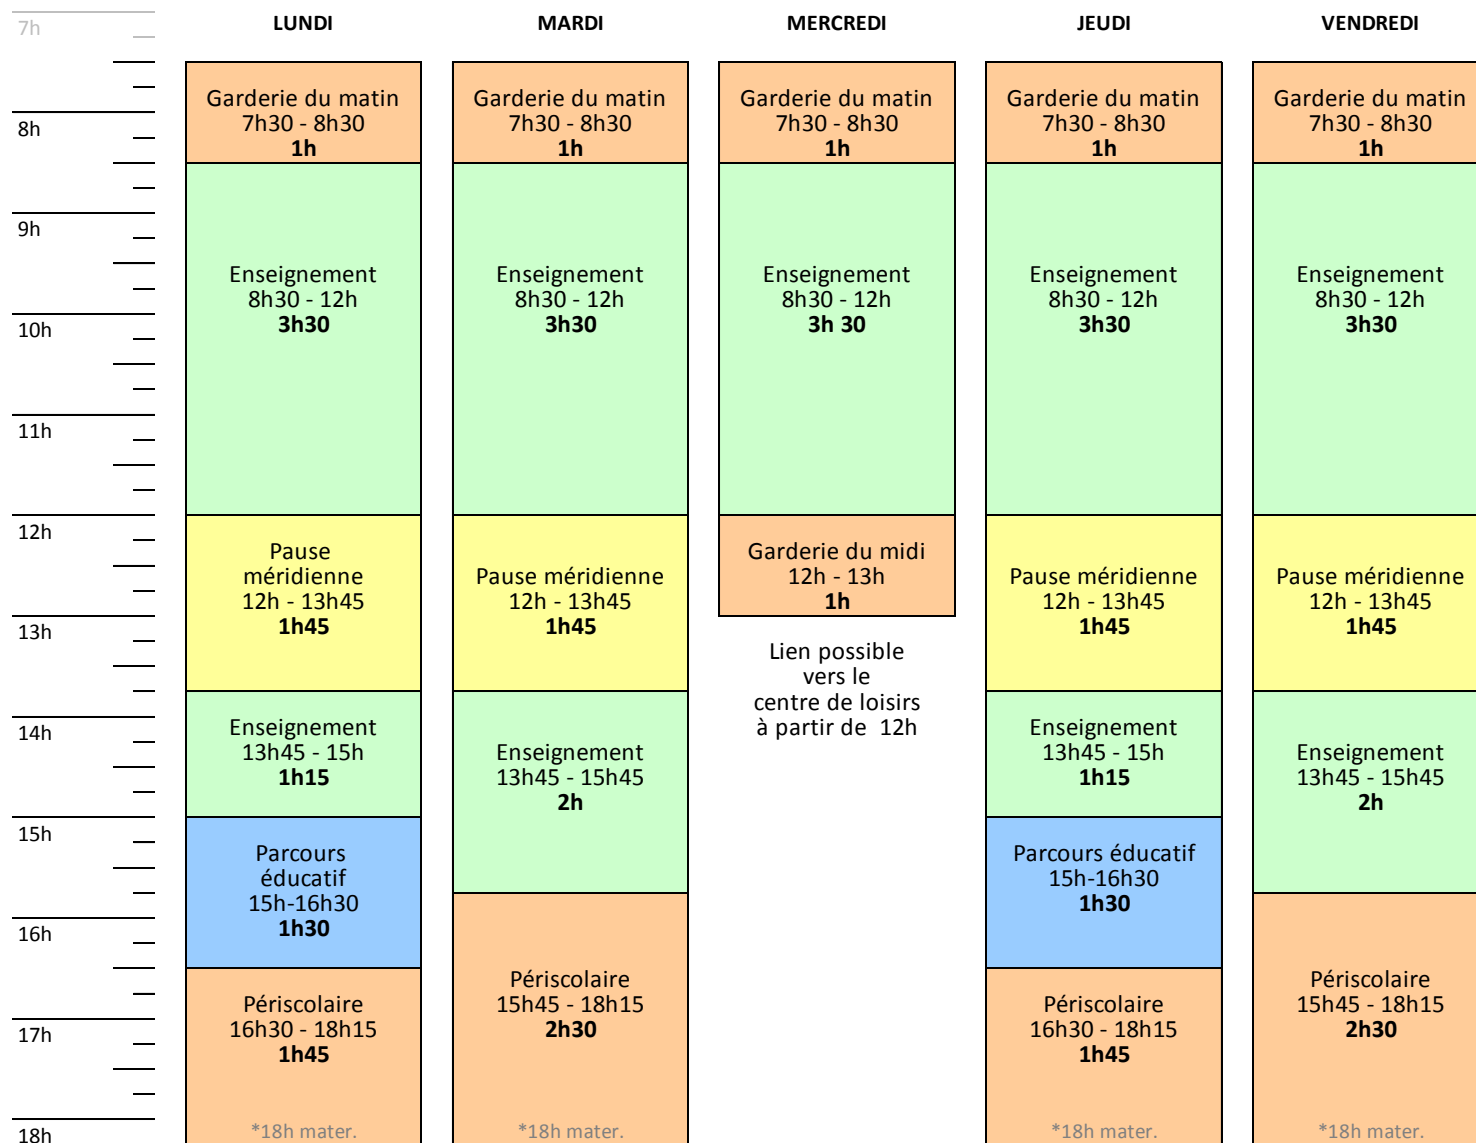 7h
8h
9h
10h
11h
12h
13h
14h
15h
16h
17h
18h
LUNDI
Garderie du matin
7h30 - 8h30
1h
Enseignement
8h30 - 12h
3h30
Pause
méridienne
12h - 13h45
1h45
Enseignement
13h45 - 15h
1h15
Parcours
éducatif
15h-16h30
1h30
Périscolaire
16h30 - 18h15
1h45
*18h mater.
MARDI
Garderie du matin
7h30 - 8h30
1h
Enseignement
8h30 - 12h
3h30
Pause méridienne
12h - 13h45
1h45
Enseignement
13h45 - 15h45
2h
Périscolaire
15h45 - 18h15
2h30
*18h mater.
MERCREDI
Garderie du matin
7h30 - 8h30
1h
Enseignement
8h30 - 12h
3h 30
Garderie du midi
12h - 13h
1h
Lien possible
vers le
centre de loisirs
à partir de  12h
JEUDI
Garderie du matin
7h30 - 8h30
1h
Enseignement
8h30 - 12h
3h30
Pause méridienne
12h - 13h45
1h45
Enseignement
13h45 - 15h
1h15
Parcours éducatif
15h-16h30
1h30
Périscolaire
16h30 - 18h15
1h45
*18h mater.
VENDREDI
Garderie du matin
7h30 - 8h30
1h
Enseignement
8h30 - 12h
3h30
Pause méridienne
12h - 13h45
1h45
Enseignement
13h45 - 15h45
2h
Périscolaire
15h45 - 18h15
2h30
*18h mater.